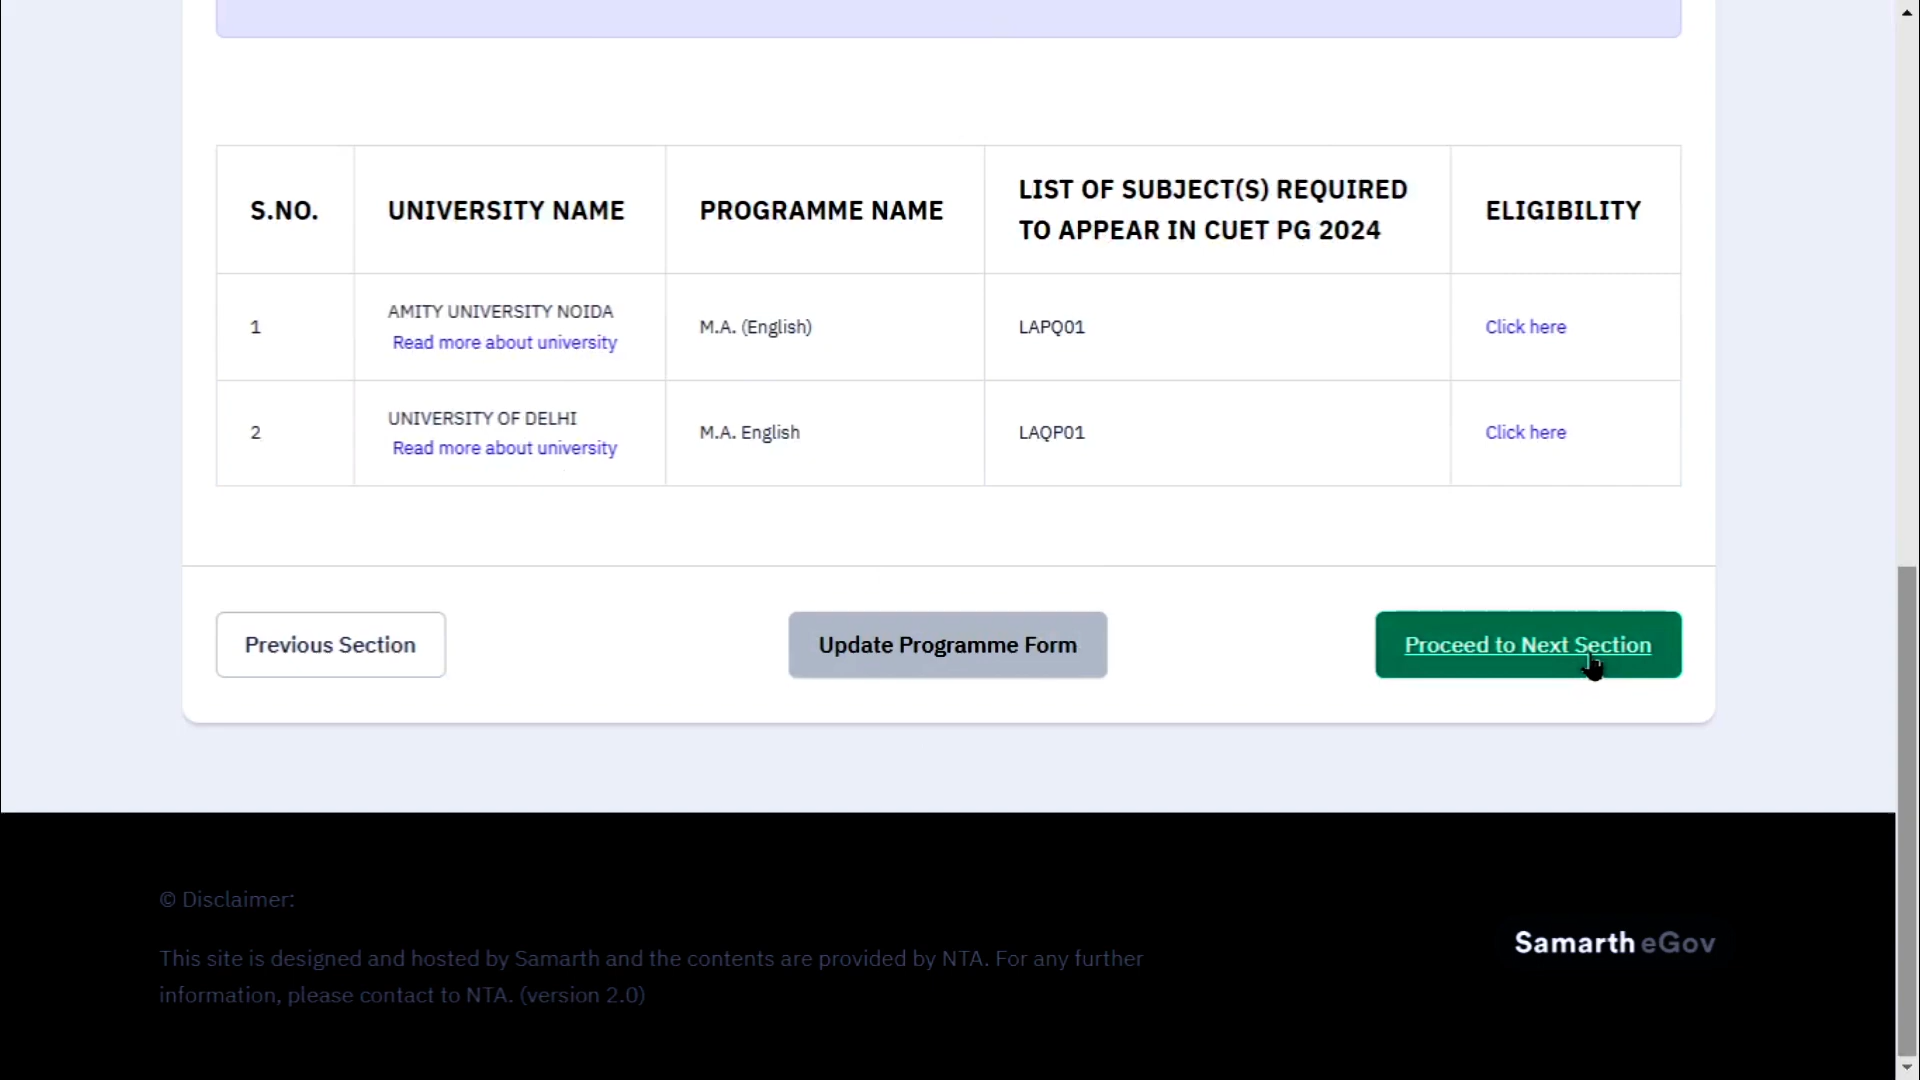 S.NO.
UNIVERSITY NAME
PROGRAMME NAME
LIST OF SUBJECT(S) REQUIRED
TO APPEAR IN CUET PG 2024
ELIGIBILITY
1
AMITY UNIVERSITY NOIDA
Read more about university
M.A. (English)
LAPQ01
Click here
2
UNIVERSITY OF DELHI
Read more about university
M.A. English
LAQP01
Click here
Previous Section
Update Programme Form
Proceed to Next Section
© Disclaimer:
This site is designed and hosted by Samarth and the contents are provided by NTA. For any further
information, please contact to NTA. (version 2.0)
Samarth eGov